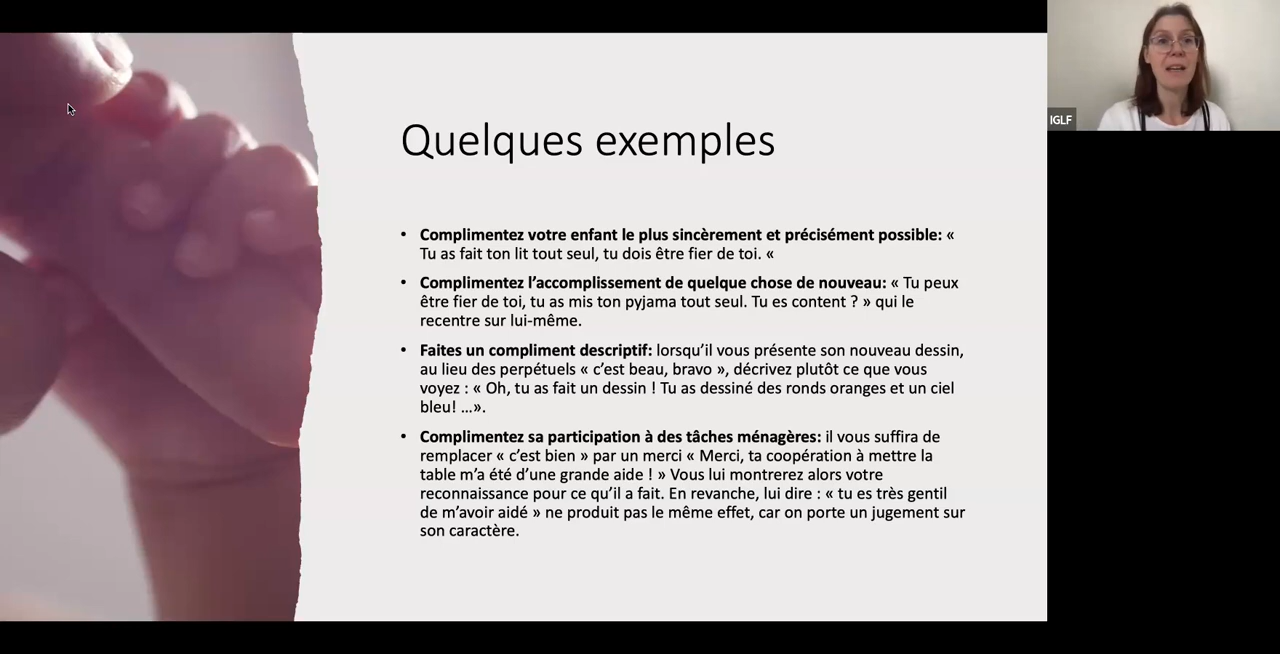 Quelques exemples
• Complimentez votre enfant le plus sincèrement et précisément possible: «
Tu as fait ton lit tout seul, tu dois être fier de toi. «
• Complimentez l’accomplissement de quelque chose de nouveau: « Tu peux
être fier de toi, tu as mis ton pyjama tout seul. Tu es content ? » qui le
recentre sur lui-même.
• Faites un compliment descriptif: lorsqu’il vous présente son nouveau dessin,
au lieu des perpétuels « c’est beau, bravo », décrivez plutôt ce que vous
voyez : « Oh, tu as fait un dessin ! Tu as dessiné des ronds oranges et un ciel
bleu! …».
• Complimentez sa participation à des tâches ménagères: il vous suffira de
remplacer « c’est bien » par un merci « Merci, ta coopération à mettre la
table m’a été d’une grande aide ! » Vous lui montrerez alors votre
reconnaissance pour ce qu’il a fait. En revanche, lui dire : « tu es très gentil
de m’avoir aidé » ne produit pas le même effet, car on porte un jugement sur
son caractère.
IGLF